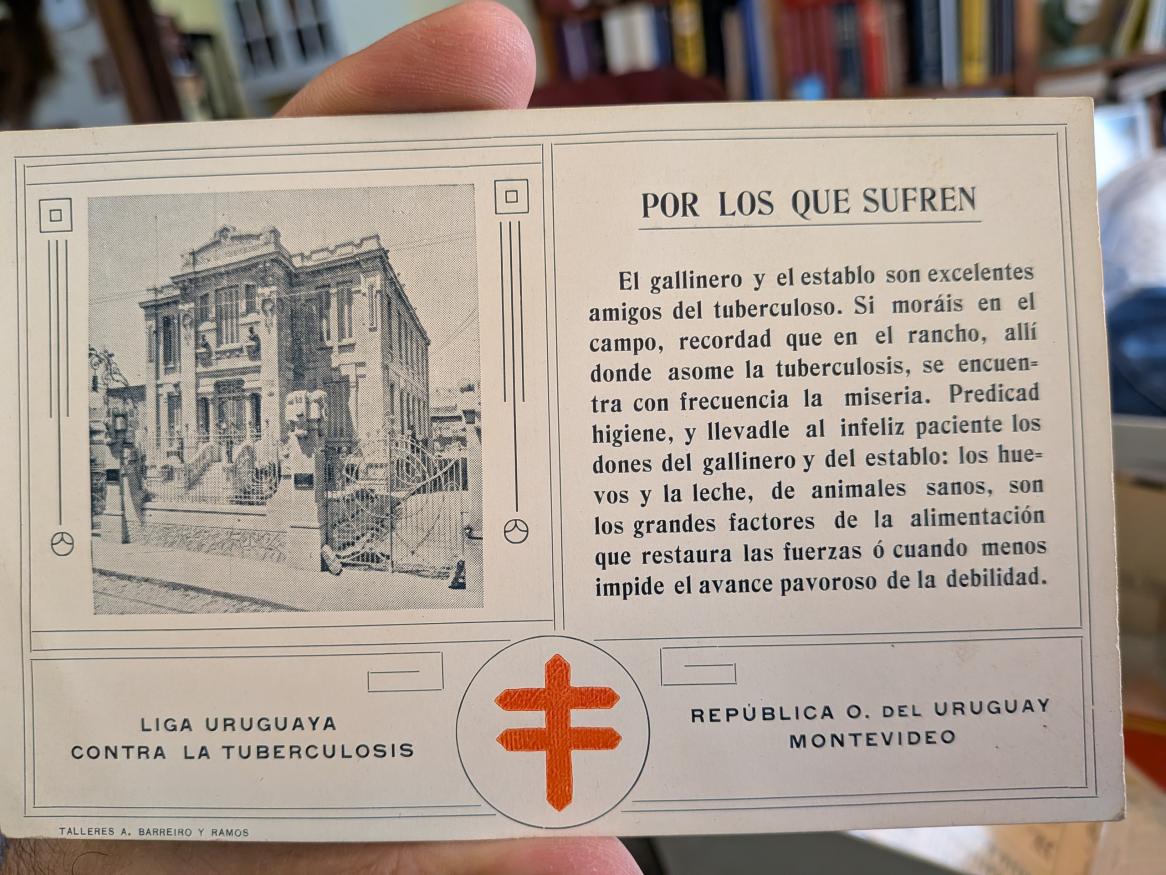 POR LOS QUE SUFREN
El gallinero y el establo son excelentes
amigos del tuberculoso. Si moráis en el
campo, recordad que en el rancho, allí
donde asome la tuberculosis, se encuen=
tra con frecuencia la miseria. Predicad
higiene, y llevadle al infeliz paciente los
dones del gallinero y del establo: los hue=
vos y la leche, de animales sanos, son
los grandes factores de la alimentación
que restaura las fuerzas ó cuando menos
impide el avance pavoroso de la debilidad.
LIGA URUGUAYA
CONTRA LA TUBERCULOSIS
REPÚBLICA O. DEL URUGUAY
MONTEVIDEO
TALLERES A. BARREIRO Y RAMOS